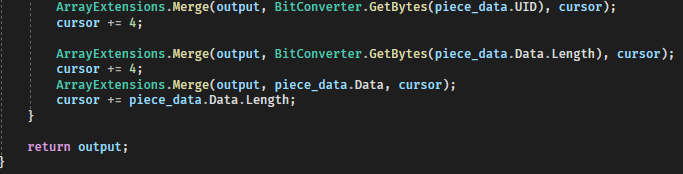 ArrayExtensions.Merge(output, BitConverter.GetBytes(piece_data.UID), cursor);
cursor += 4;
ArrayExtensions.Merge(output, BitConverter.GetBytes(piece_data.Data.Length), cursor);
cursor += 4;
ArrayExtensions.Merge(output, piece_data.Data, cursor);
cursor += piece_data.Data.Length;
}
return output;
}